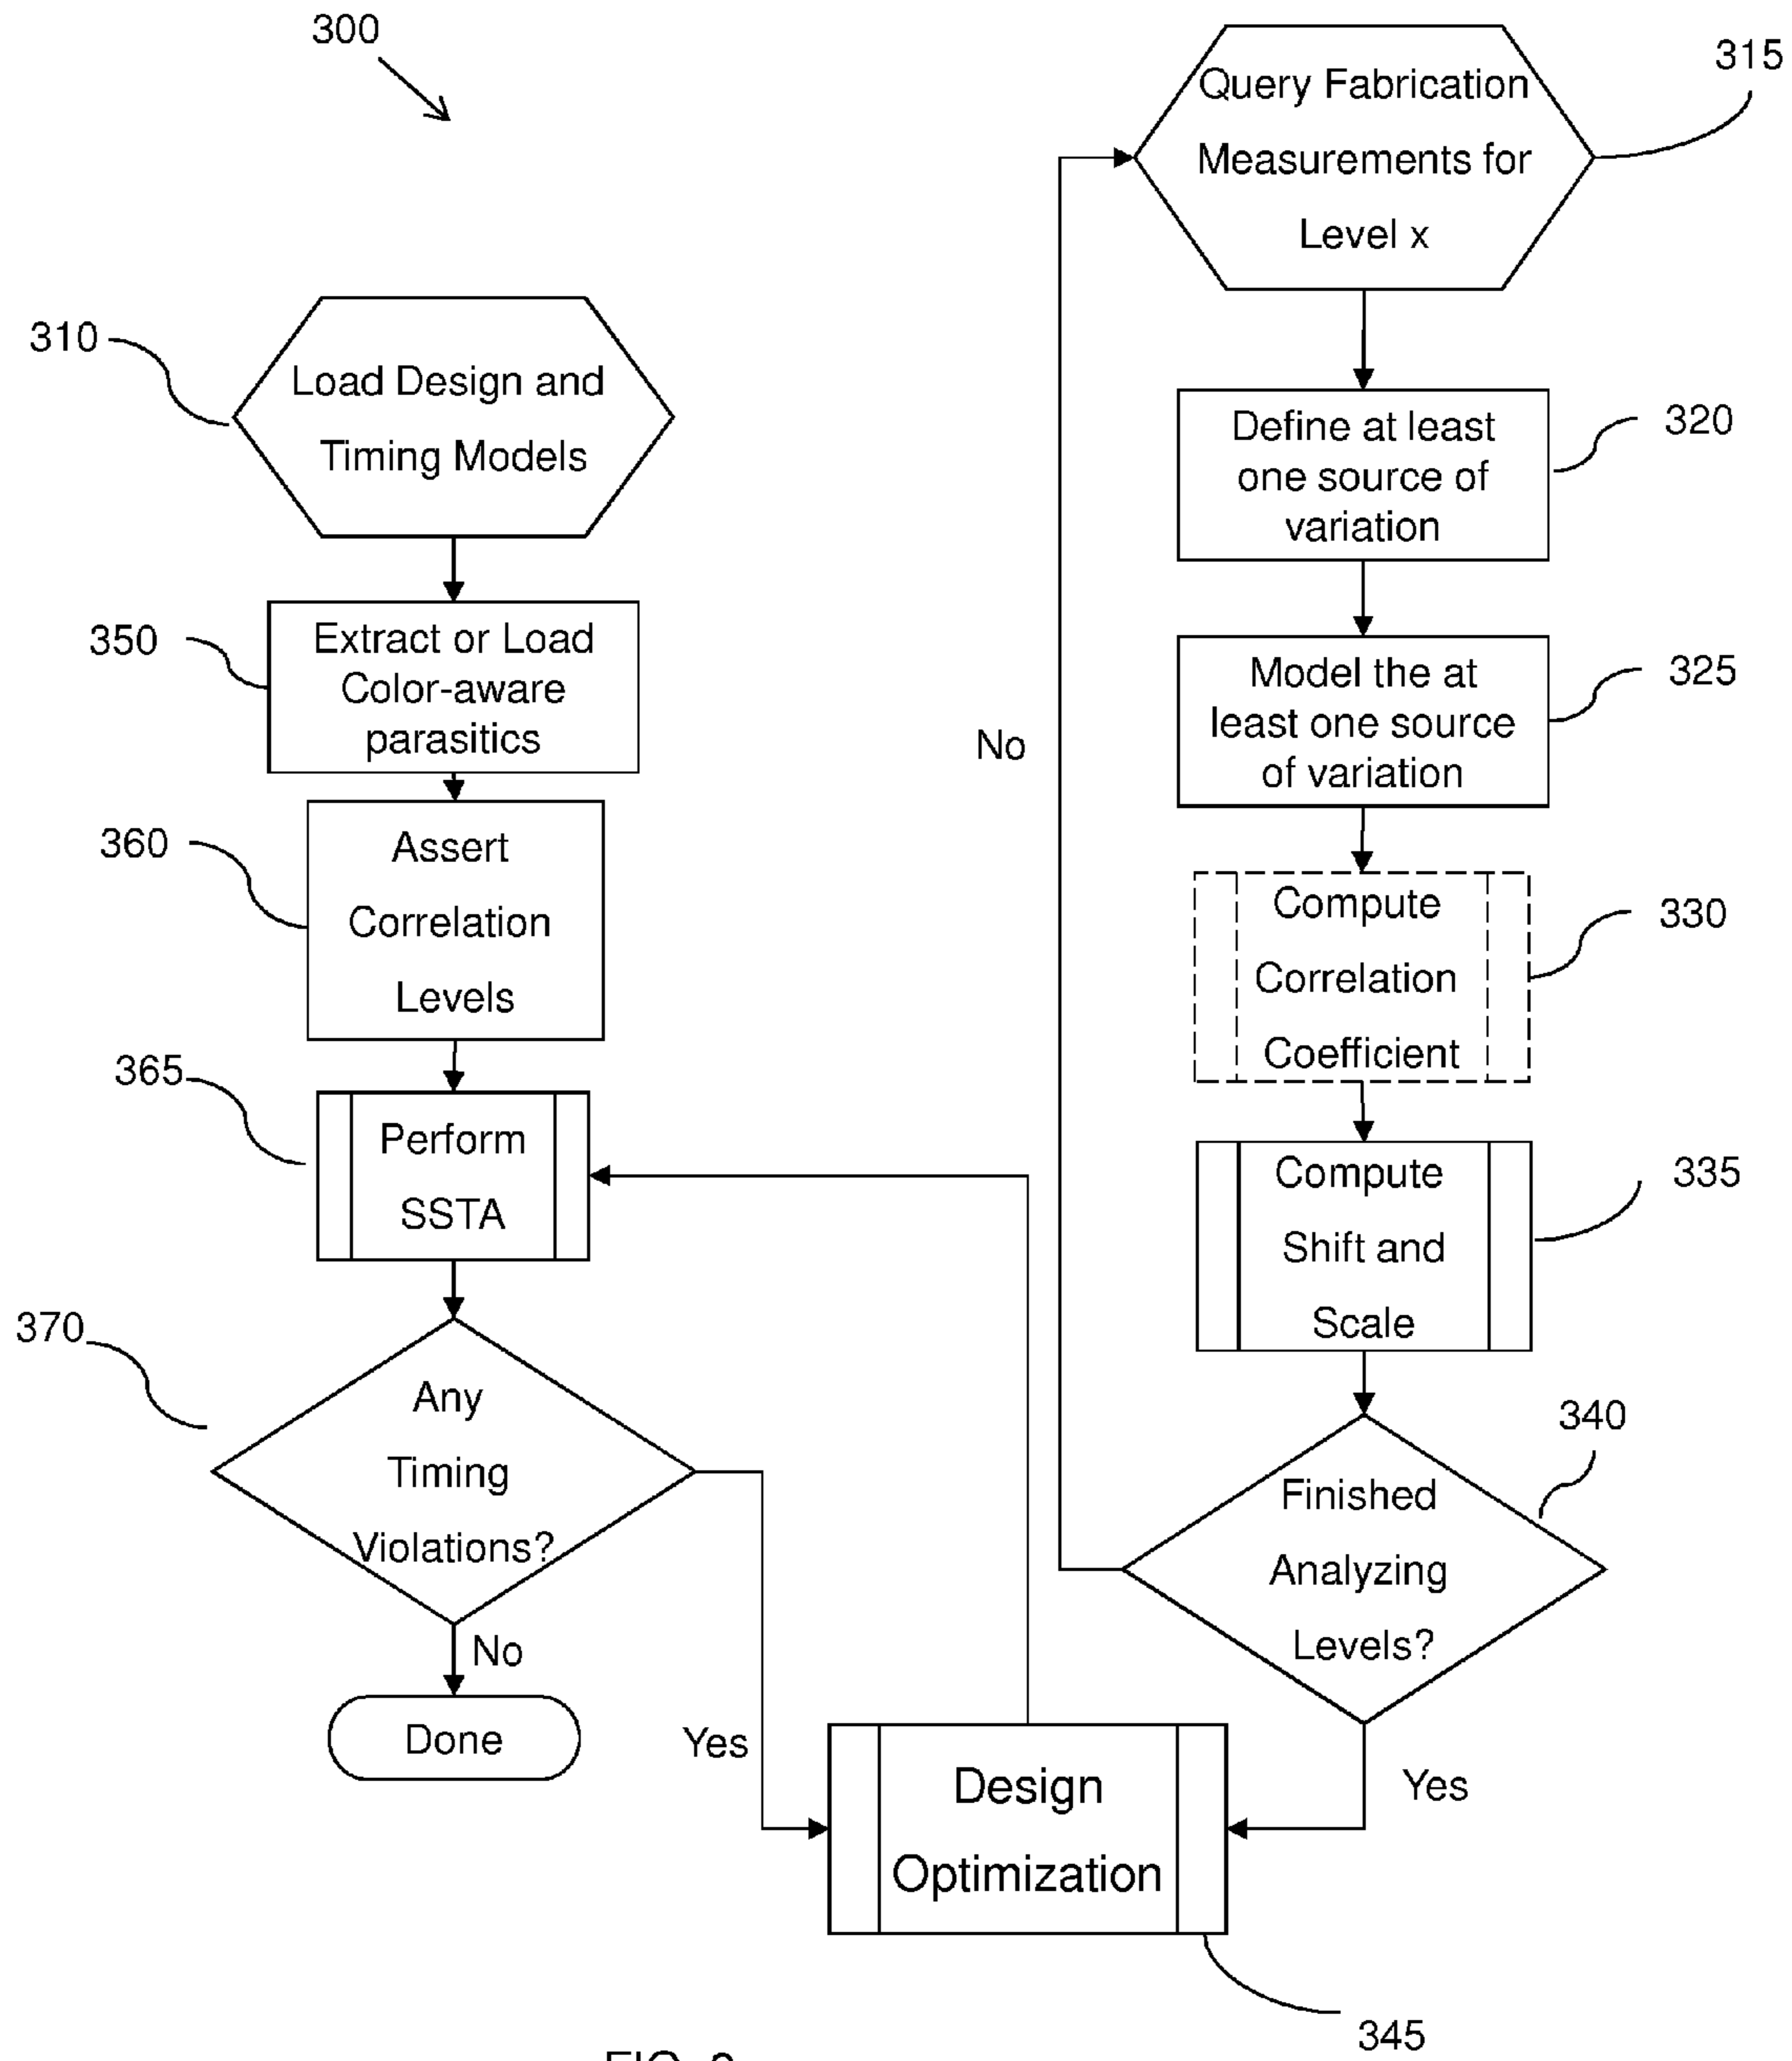 300
310
Load Design and
Timing Models
350
Extract or Load
Color-aware
parasitics
360
Assert
Correlation
Levels
365
Perform
SSTA
370
Any
Timing
Violations?
No
Done
Yes
315
Query Fabrication
Measurements for
Level x
320
Define at least
one source of
variation
325
Model the at
least one source
of variation
No
330
Compute
Correlation
Coefficient
335
Compute
Shift and
Scale
340
Finished
Analyzing
Levels?
Yes
Design
Optimization
345
FIG.